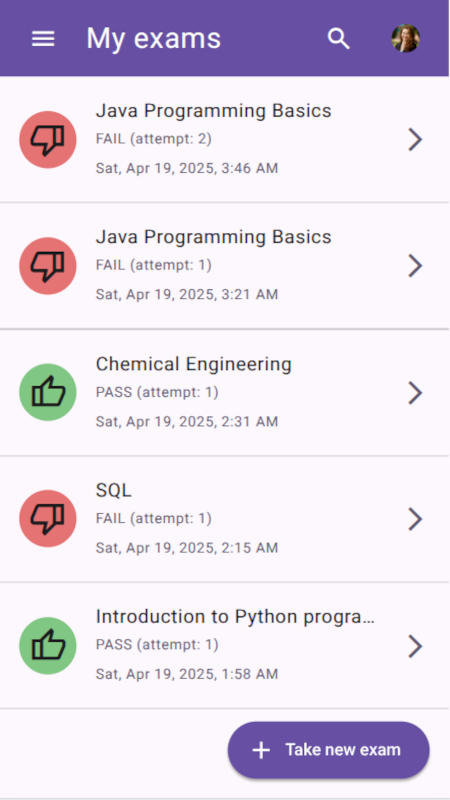 My exams
Java Programming Basics
FAIL (attempt: 2)
Sat, Apr 19, 2025, 3:46 AM
Java Programming Basics
FAIL (attempt: 1)
Sat, Apr 19, 2025, 3:21 AM
Chemical Engineering
PASS (attempt: 1)
Sat, Apr 19, 2025, 2:31 AM
SQL
FAIL (attempt: 1)
Sat, Apr 19, 2025, 2:15 AM
Introduction to Python progra...
PASS (attempt: 1)
Sat, Apr 19, 2025, 1:58 AM
Take new exam